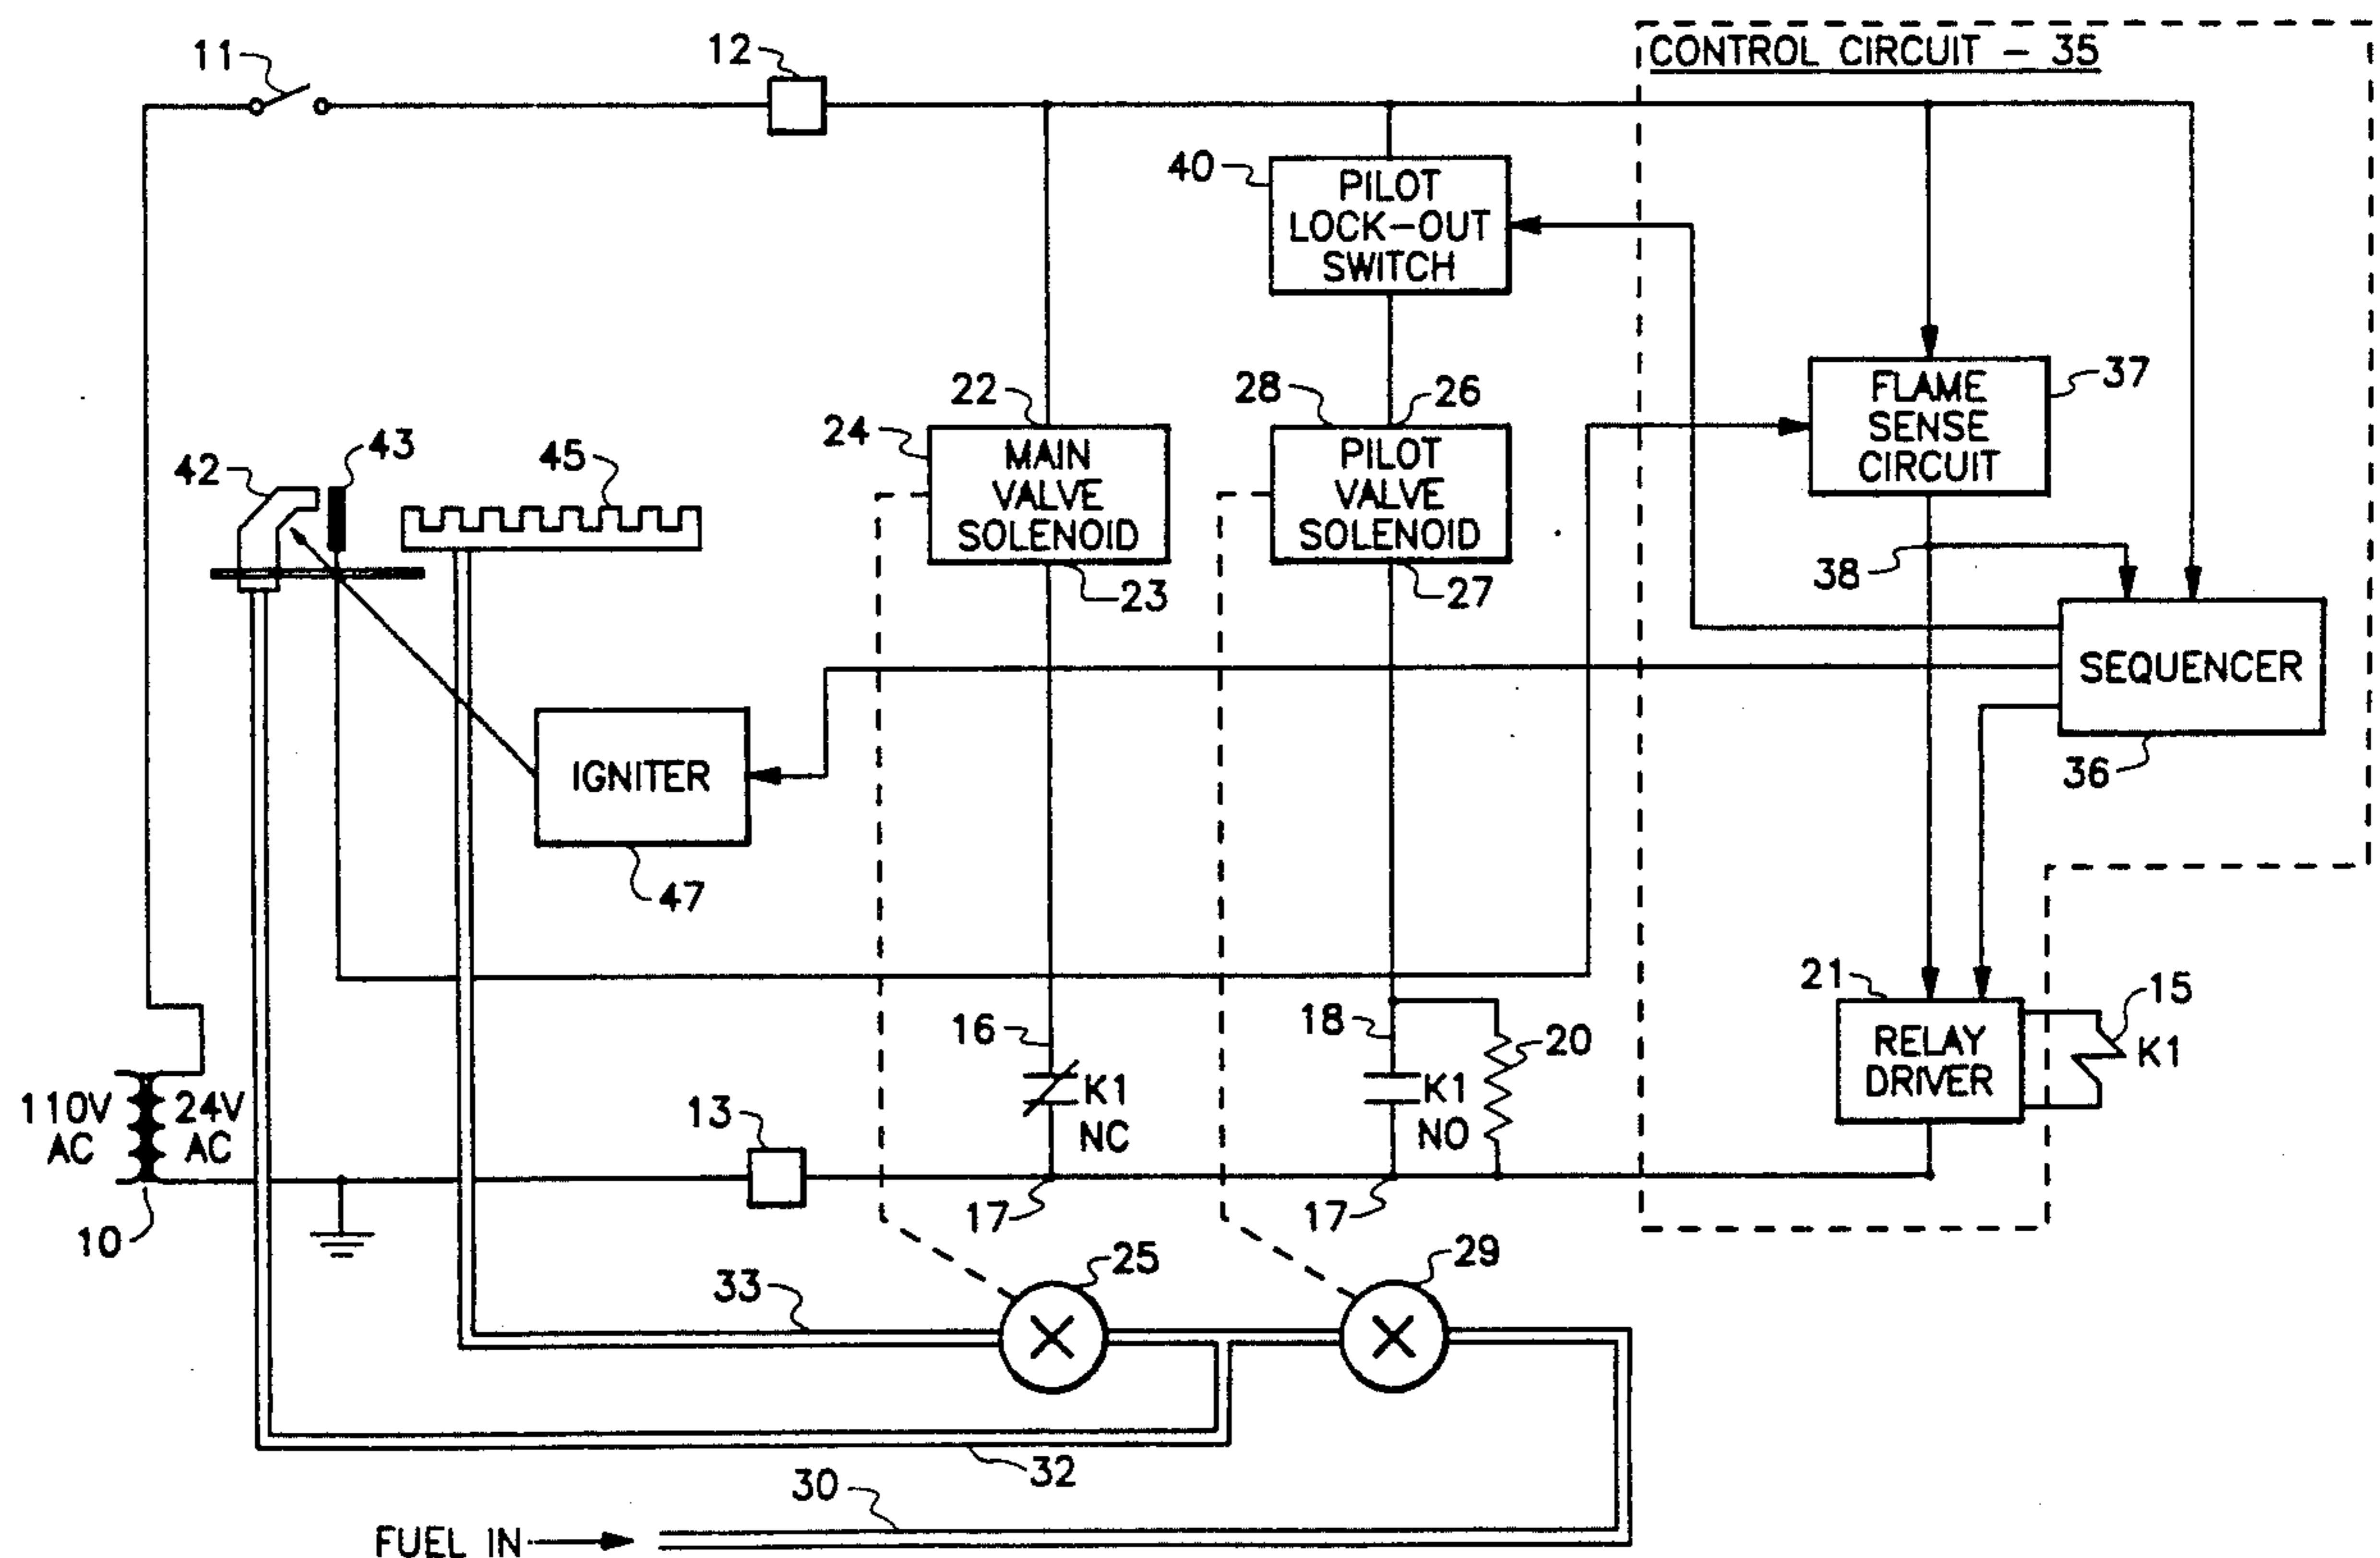 CONTROL CIRCUIT - 35
11
12
40
PILOT
LOCK-OUT
SWITCH
FLAME
SENSE
CIRCUIT
37
22
28
26
24
MAIN
VALVE
SOLENOID
PILOT
VALVE
SOLENOID
42
43
45
23
27
38
SEQUENCER
36
IGNITER
47
21
15
RELAY
DRIVER
K1
16
K1
NC
18
K1
NO
20
110V
AC
24V
AC
13
10
17
17
25
29
33
32
30
FUEL IN